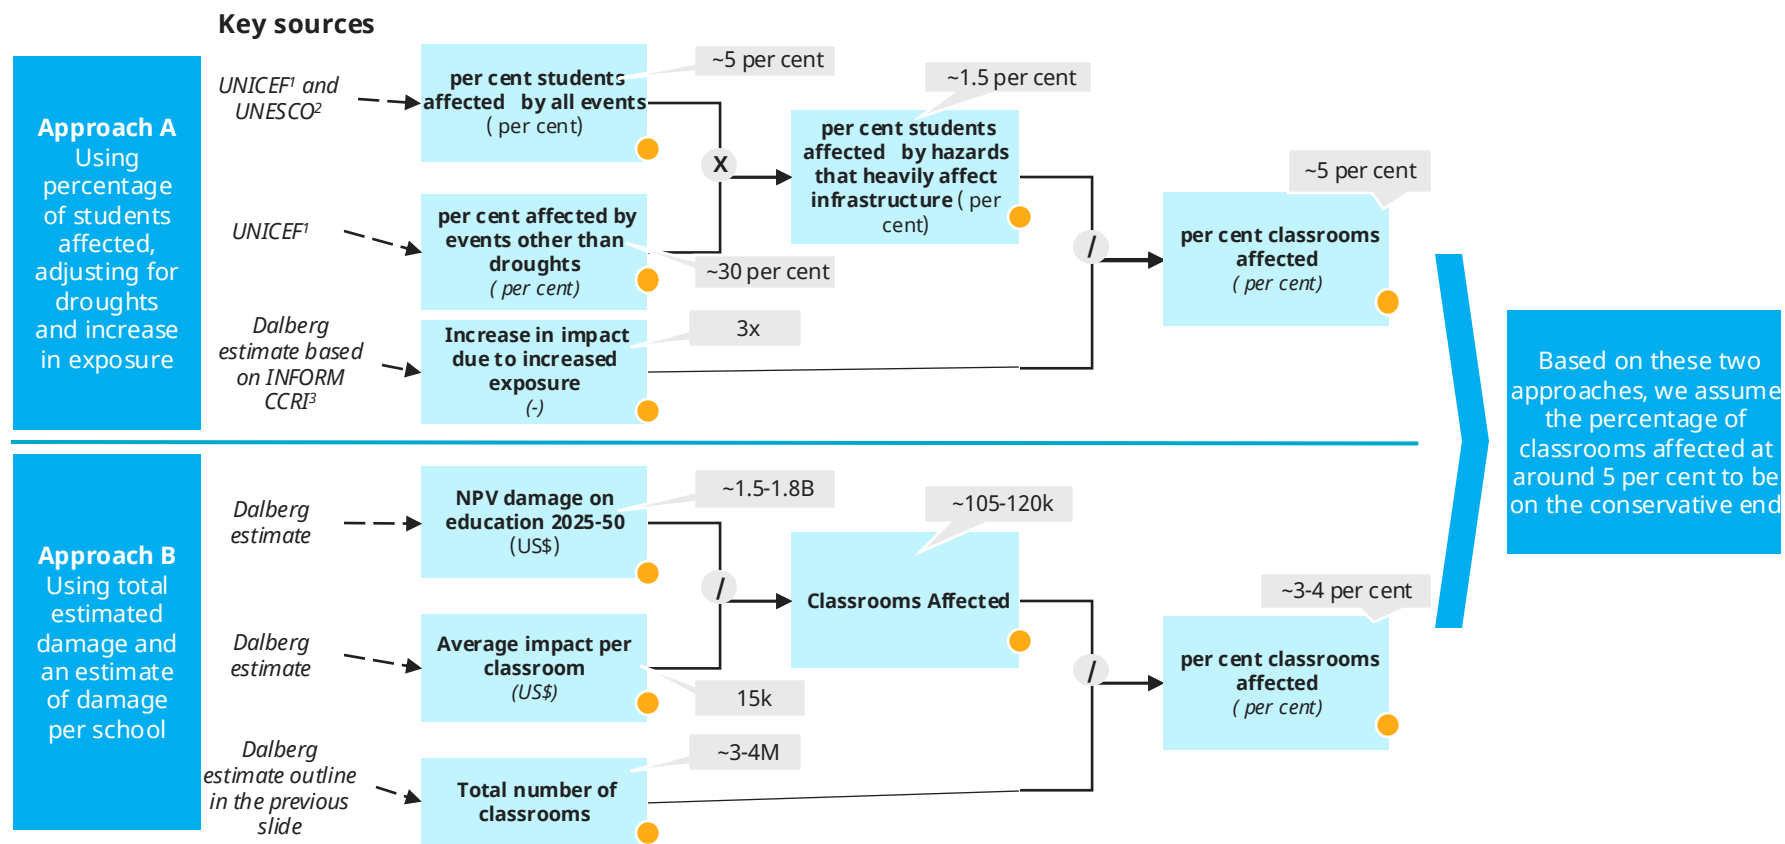 Key sources
Approach A
Using
percentage
of students
affected,
adjusting for
droughts
and increase
in exposure
UNICEF¹ and
UNESCO²
per cent students
affected by all events
( per cent)
~5 per cent
UNICEF¹
per cent affected by
events other than
droughts
( per cent)
~30 per cent
Dalberg
estimate based
on INFORM
CCRI³
Increase in impact
due to increased
exposure
(-)
3x
X
per cent students
affected by hazards
that heavily affect
infrastructure ( per
cent)
~1.5 per cent
/
per cent classrooms
affected
( per cent)
~5 per cent
Approach B
Using total
estimated
damage and
an estimate
of damage
per school
Dalberg
estimate
NPV damage on
education 2025-50
(US$)
~1.5-1.8B
Dalberg
estimate
Average impact per
classroom
(US$)
15k
Dalberg
estimate outline
in the previous
slide
Total number of
classrooms
~3-4M
/
Classrooms Affected
~105-120k
/
per cent classrooms
affected
( per cent)
~3-4 per cent
Based on these two
approaches, we assume
the percentage of
classrooms affected at
around 5 per cent to be
on the conservative end